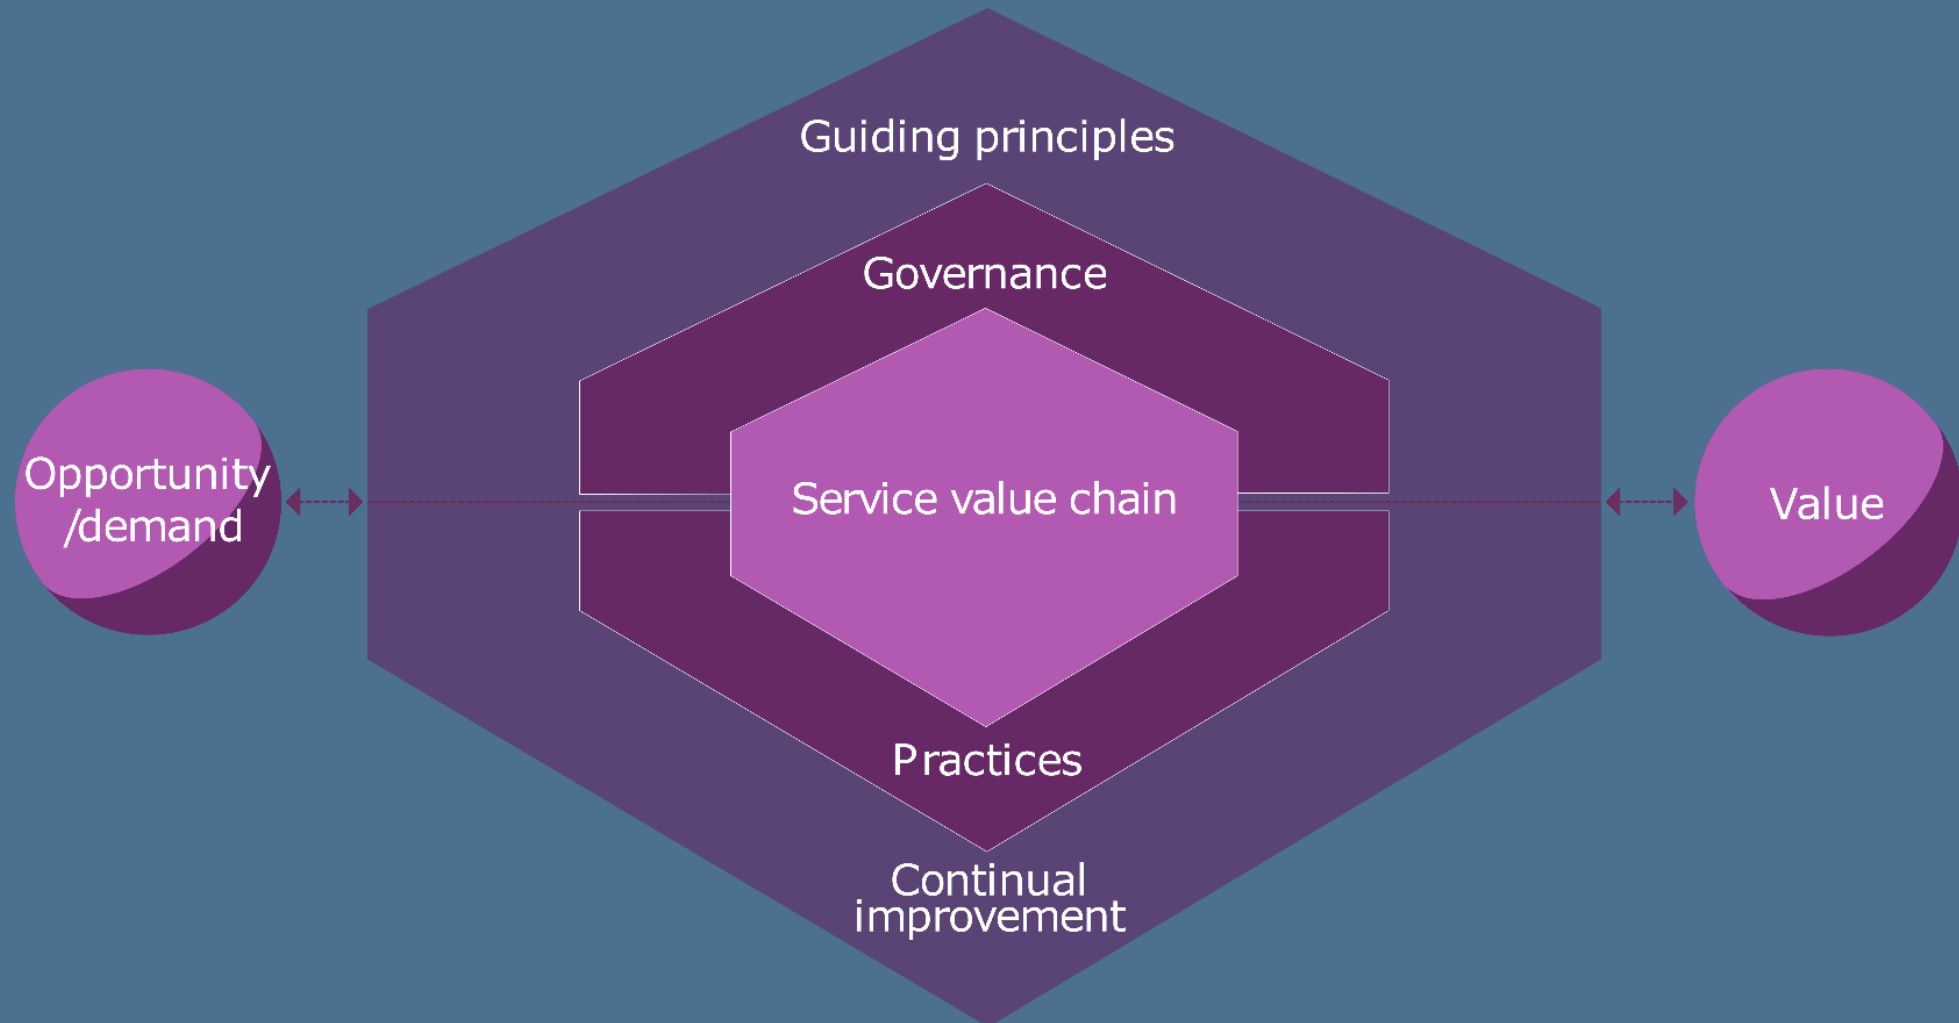 Guiding principles
Governance
Opportunity
/demand
Service value chain
Value
Practices
Continual
improvement